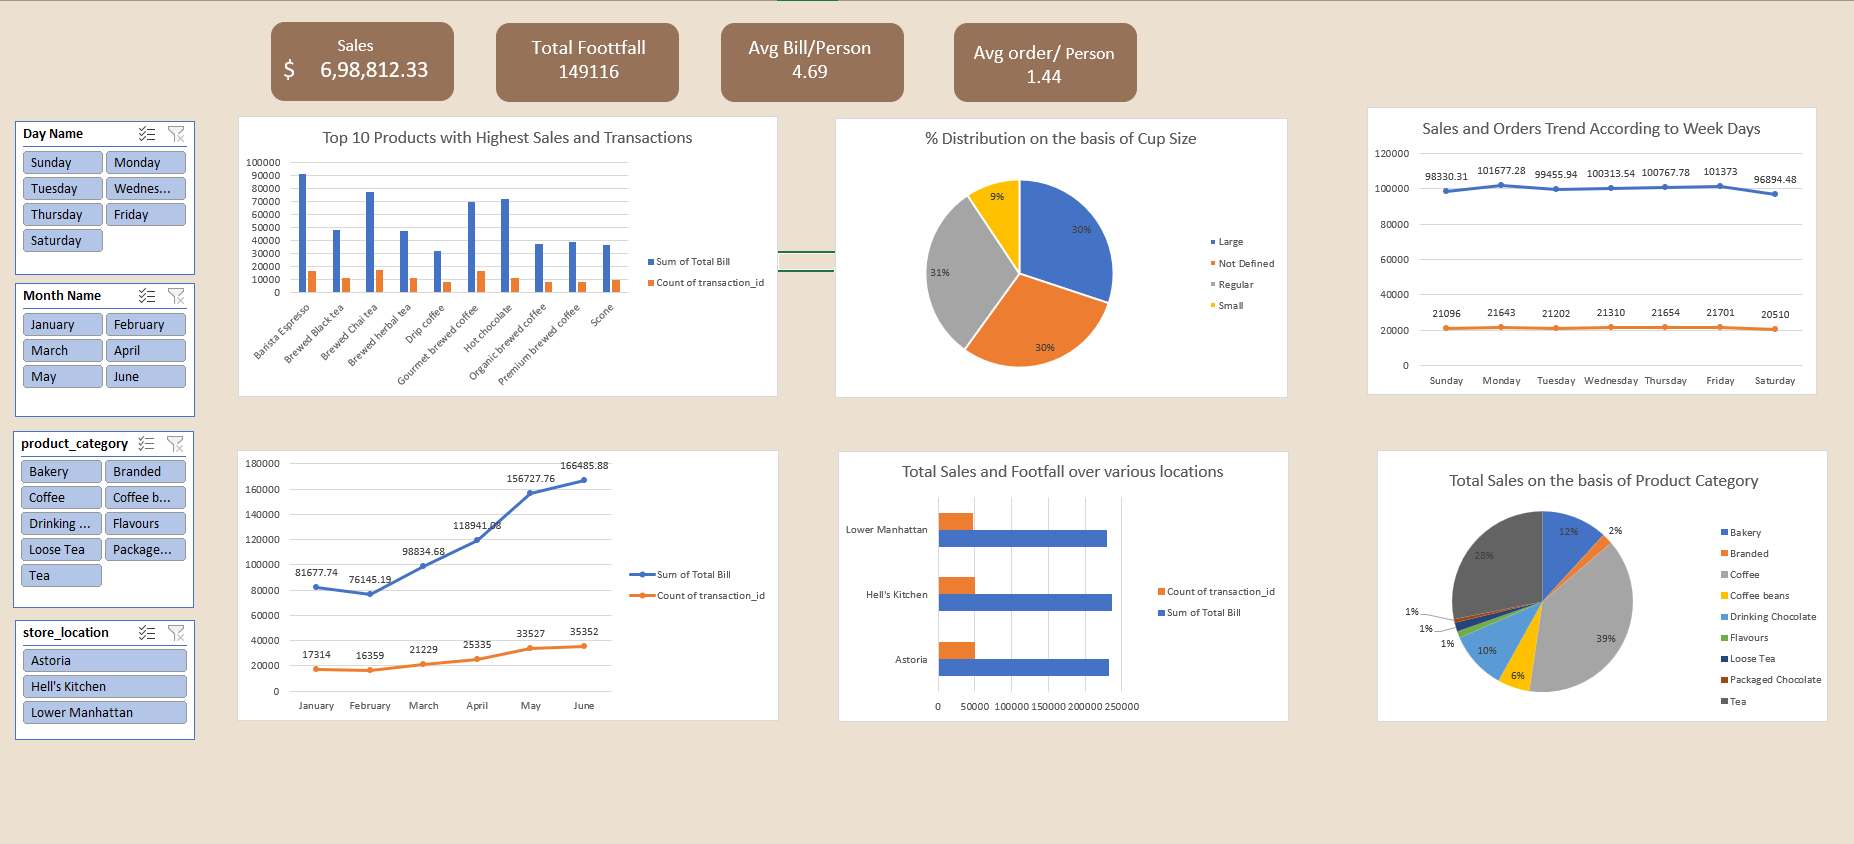 Sales
$ 6,98,812.33
Total Foottfall
149116
Avg Bill/Person
4.69
Avg order/ Person
1.44
Day Name
Sunday Monday
Tuesday Wednes...
Thursday Friday
Saturday
Month Name
January February
March April
May June
product_category
Bakery Branded
Coffee Coffee b...
Drinking ... Flavours
Loose Tea Package...
Tea
store_location
Astoria
Hell's Kitchen
Lower Manhattan
Top 10 Products with Highest Sales and Transactions
100000
90000
80000
70000
60000
50000
40000
30000
20000
10000
0
Barista Espresso
Brewed Black tea
Brewed Chai tea
Brewed herbal tea
Drip coffee
Gourmet brewed coffee
Hot chocolate
Organic brewed coffee
Premium brewed coffee
Scone
Sum of Total Bill
Count of transaction_id
% Distribution on the basis of Cup Size
9%
30%
31%
30%
Large
Not Defined
Regular
Small
Sales and Orders Trend According to Week Days
120000
100000
80000
60000
40000
20000
0
98330.31 101677.28 99455.94 100313.54 100767.78 101373 96894.48
21096 21643 21202 21310 21654 21701 20510
Sunday Monday Tuesday Wednesday Thursday Friday Saturday
180000
160000
140000
120000
100000
80000
60000
40000
20000
0
81677.74 76145.19 98834.68 118941.08 156727.76 166485.88
17314 16359 21229 25335 33527 35352
January February March April May June
Sum of Total Bill
Count of transaction_id
Total Sales and Footfall over various locations
Lower Manhattan
Hell's Kitchen
Astoria
0 50000 100000 150000 200000 250000
Count of transaction_id
Sum of Total Bill
Total Sales on the basis of Product Category
12%
2%
28%
39%
1%
1%
1%
10%
6%
Bakery
Branded
Coffee
Coffee beans
Drinking Chocolate
Flavours
Loose Tea
Packaged Chocolate
Tea